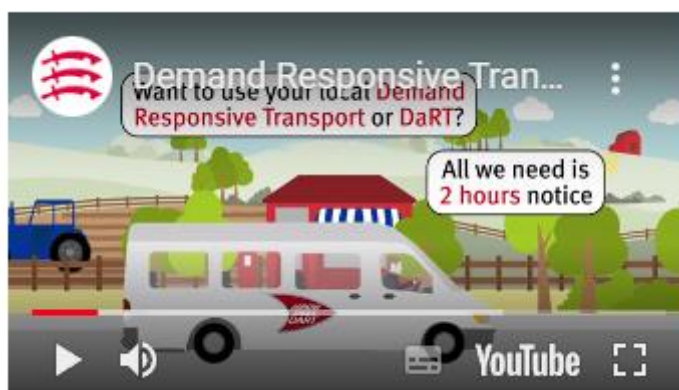 Demand Responsive Tran...
Want to use your local Demand
Responsive Transport or DaRT?
All we need is
2 hours notice
DART
YouTube